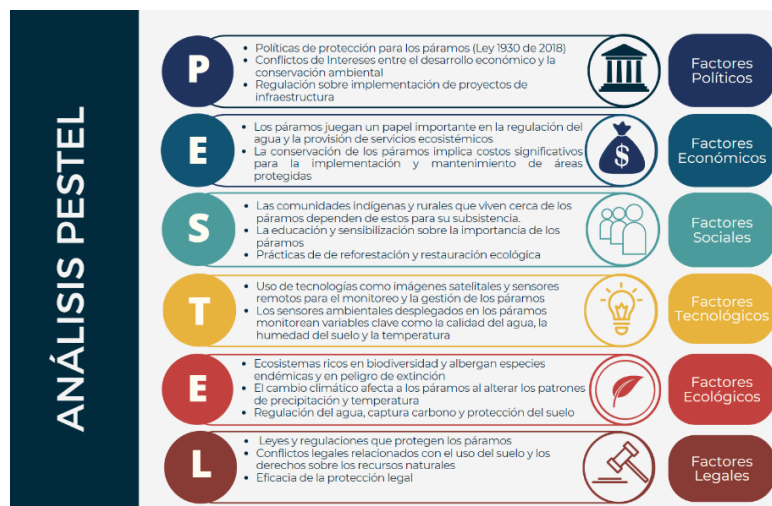 ANÁLISIS PESTEL
P
• Políticas de protección para los páramos (Ley 1930 de 2018)
• Conflictos de Intereses entre el desarrollo económico y la
conservación ambiental
• Regulación sobre implementación de proyectos de
infraestructura
Factores
Políticos
E
• Los páramos juegan un papel importante en la regulación del
agua y la provisión de servicios ecosistémicos
• La conservación de los páramos implica costos significativos
para la implementación y mantenimiento de áreas
protegidas
$
Factores
Económicos
S
• Las comunidades indígenas y rurales que viven cerca de los
páramos dependen de estos para su subsistencia.
• La educación y sensibilización sobre la importancia de los
páramos
• Prácticas de de reforestación y restauración ecológica
Factores
Sociales
T
• Uso de tecnologías como imágenes satelitales y sensores
remotos para el monitoreo y la gestión de los páramos
• Los sensores ambientales desplegados en los páramos
monitorean variables clave como la calidad del agua, la
humedad del suelo y la temperatura
Factores
Tecnológicos
E
• Ecosistemas ricos en biodiversidad y albergan especies
endémicas y en peligro de extinción
• El cambio climático afecta a los páramos al alterar los patrones
de precipitación y temperatura
• Regulación del agua, captura carbono y protección del suelo
Factores
Ecológicos
L
• Leyes y regulaciones que protegen los páramos
• Conflictos legales relacionados con el uso del suelo y los
derechos sobre los recursos naturales
• Eficacia de la protección legal
Factores
Legales